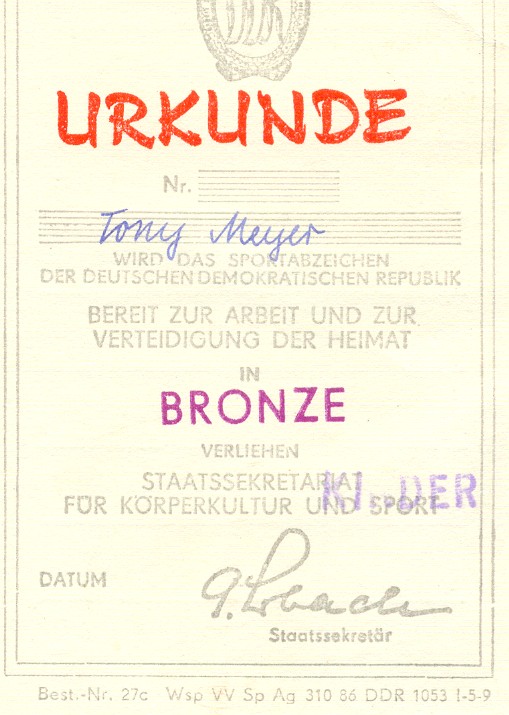 URKUNDE
Nr.
Tony Meyer
WIRD DAS SPORTABZEICHEN
DER DEUTSCHEN DEMOKRATISCHEN REPUBLIK
BEREIT ZUR ARBEIT UND ZUR
VERTEIDIGUNG DER HEIMAT
IN
BRONZE
VERLIEHEN
STAATSSEKRETARIAT
FÜR KÖRPERKULTUR UND SPORT
DER
DATUM
Staatssekretär
Best.-Nr. 27c Wsp VV Sp Ag 310 86 DDR 1053 I-5-9